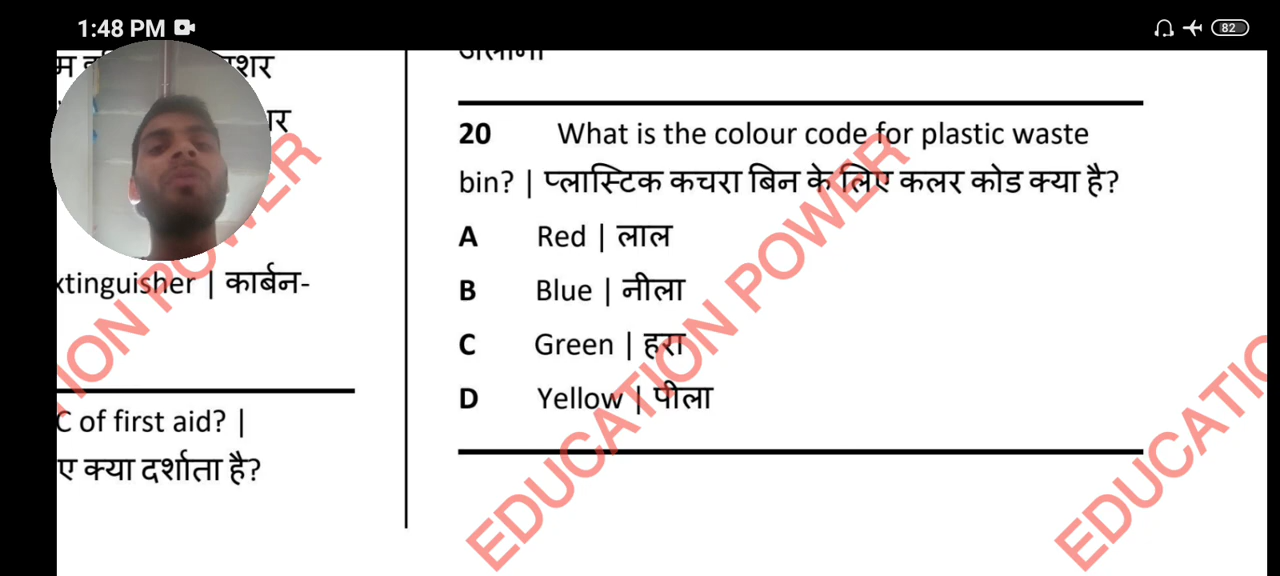 1:48 PM
82
शर
xtinguisher | कार्बन-
C of first aid? |
ए क्या दर्शाता है?
20 What is the colour code for plastic waste
bin? | प्लास्टिक कचरा बिन के लिए कलर कोड क्या है?
A Red | लाल
B Blue | नीला
C Green | हरा
D Yellow | पीला
EDUCATION POWER
EDUCATIO
TION POWER